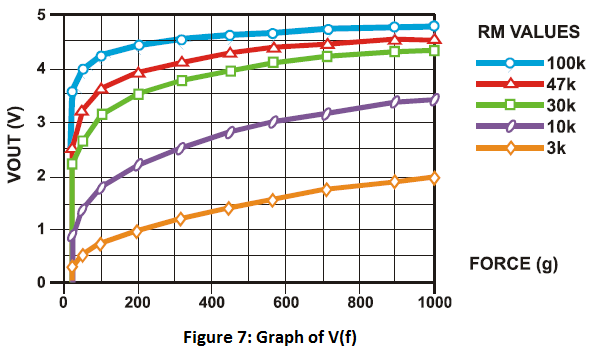 5
4
3
2
1
0
VOUT (V)
0
200
400
600
800
1000
RM VALUES
100k
47k
30k
10k
3k
FORCE (g)
Figure 7: Graph of V(f)